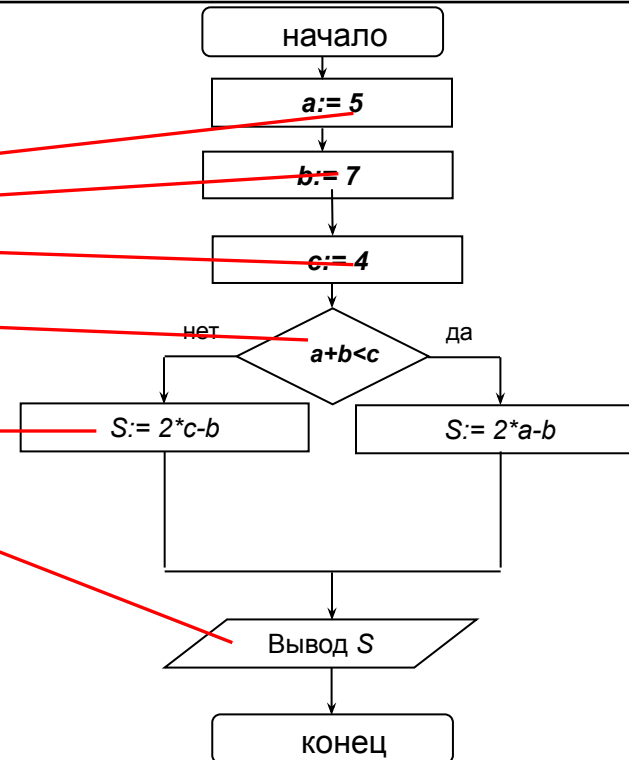 начало
a:= 5
b:= 7
c:= 4
нет
a+b<c
да
S:= 2*c-b
S:= 2*a-b
Вывод S
конец